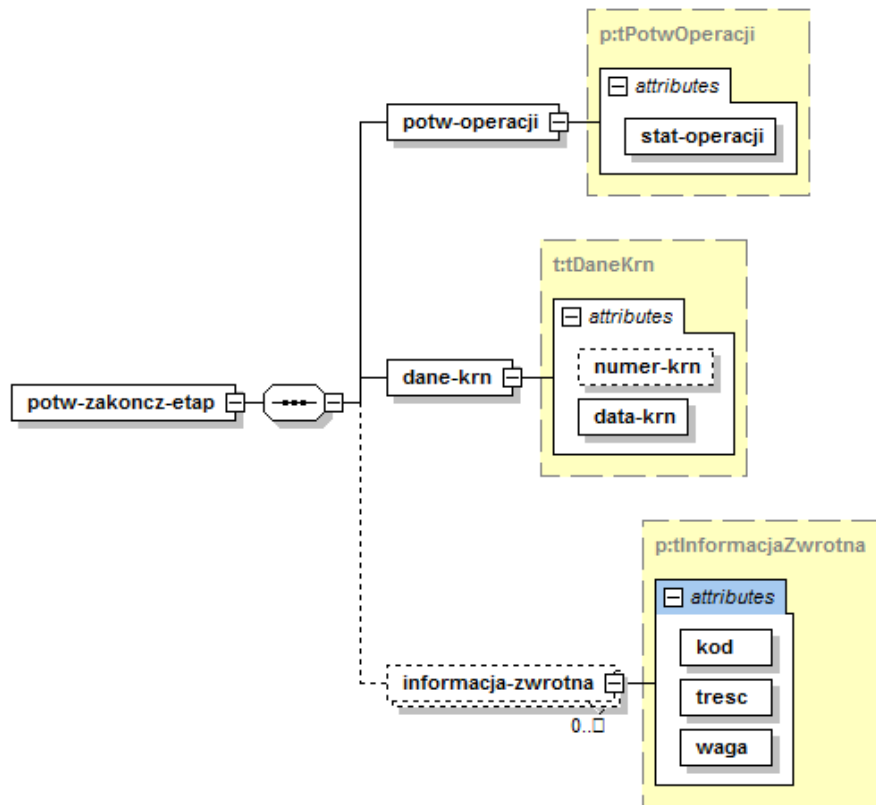 p:tPotwOperacji
attributes
potw-operacji
stat-operacji
t:tDaneKrn
attributes
numer-krn
dane-krn
data-krn
potw-zakoncz-etap
p:tInformacjaZwrotna
attributes
kod
informacja-zwrotna
tresc
0..□
waga